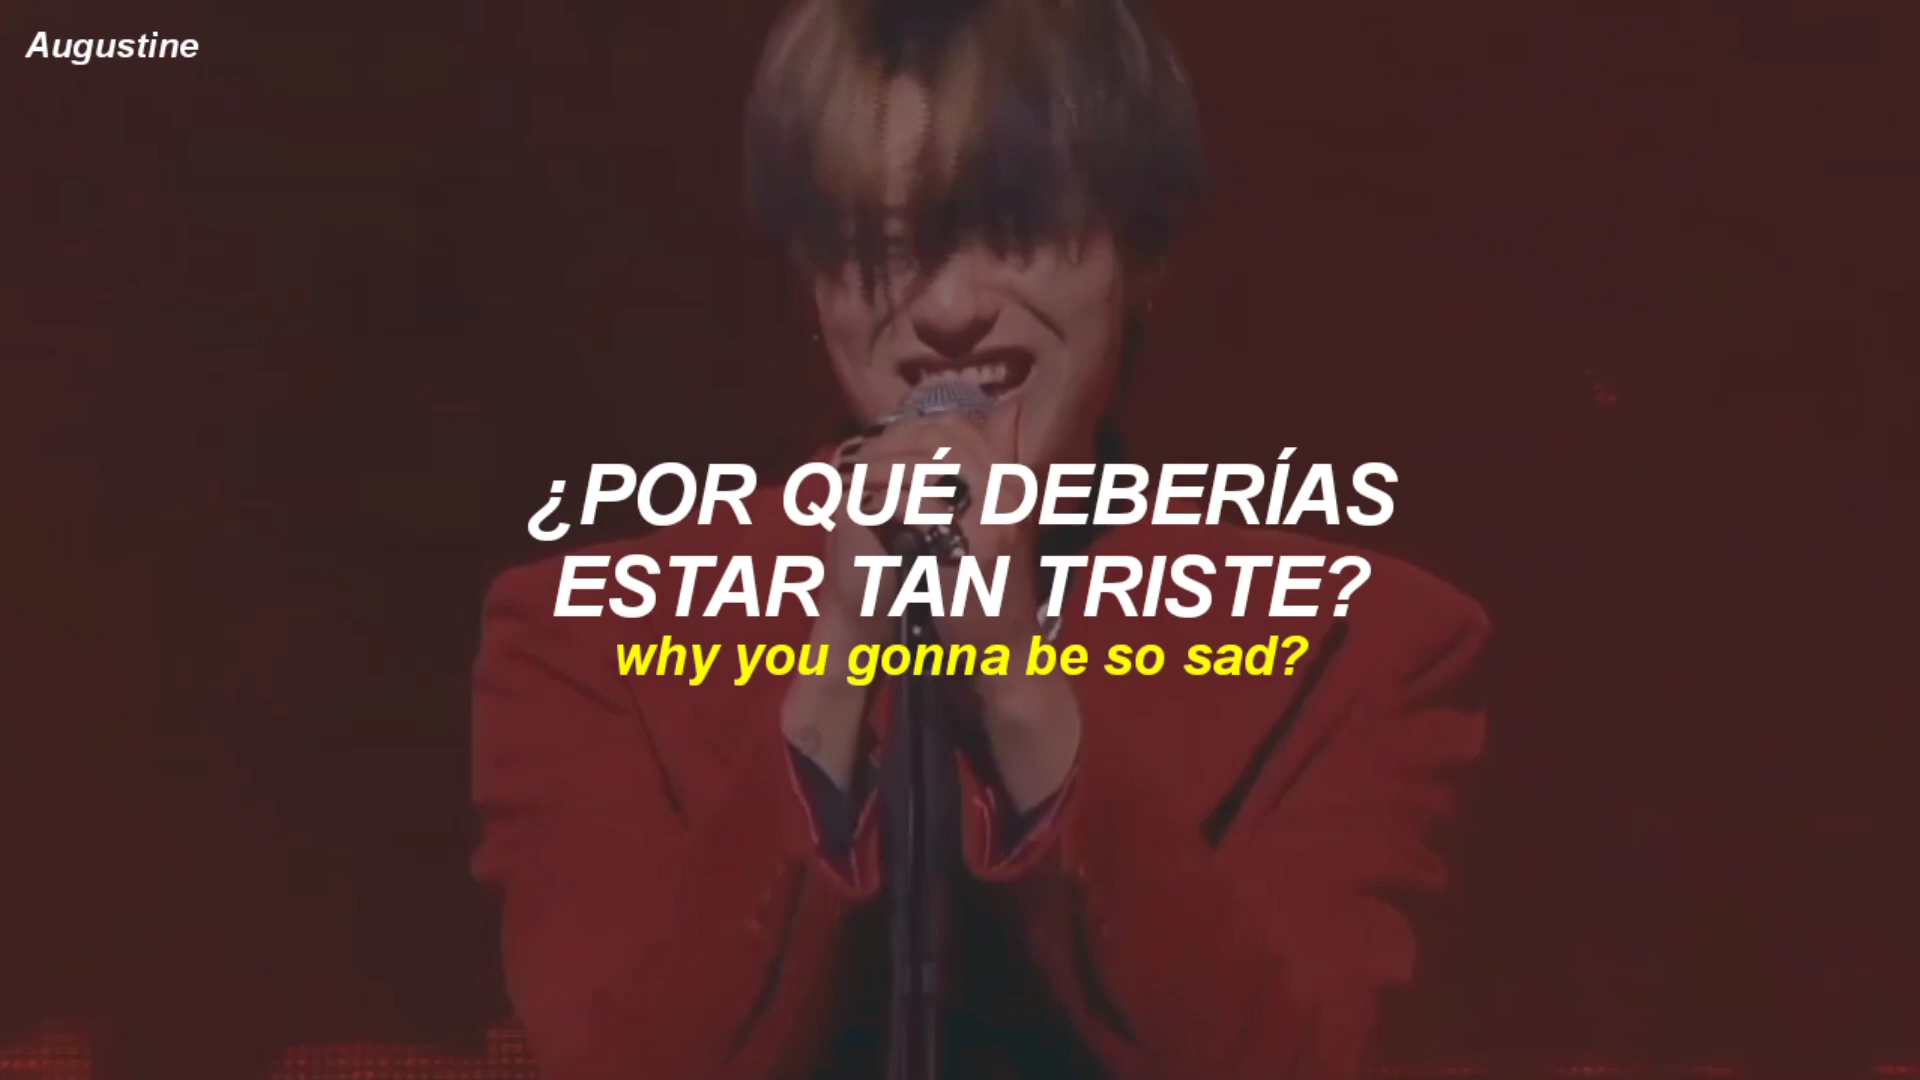 Augustine
¿POR QUÉ DEBERÍAS
ESTAR TAN TRISTE?
why you gonna be so sad?